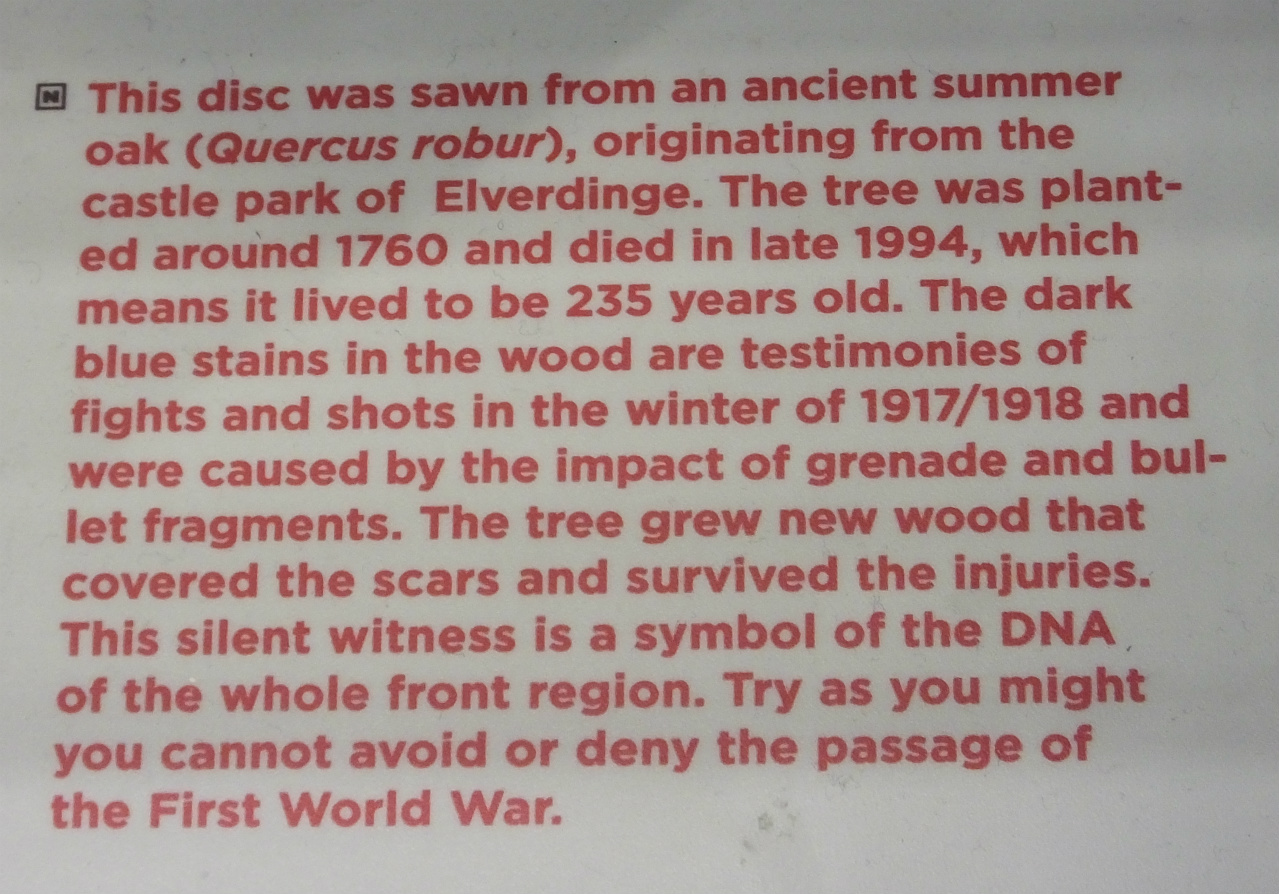 N This disc was sawn from an ancient summer
oak (Quercus robur), originating from the
castle park of Elverdinge. The tree was plant-
ed around 1760 and died in late 1994, which
means it lived to be 235 years old. The dark
blue stains in the wood are testimonies of
fights and shots in the winter of 1917/1918 and
were caused by the impact of grenade and bul-
let fragments. The tree grew new wood that
covered the scars and survived the injuries.
This silent witness is a symbol of the DNA
of the whole front region. Try as you might
you cannot avoid or deny the passage of
the First World War.